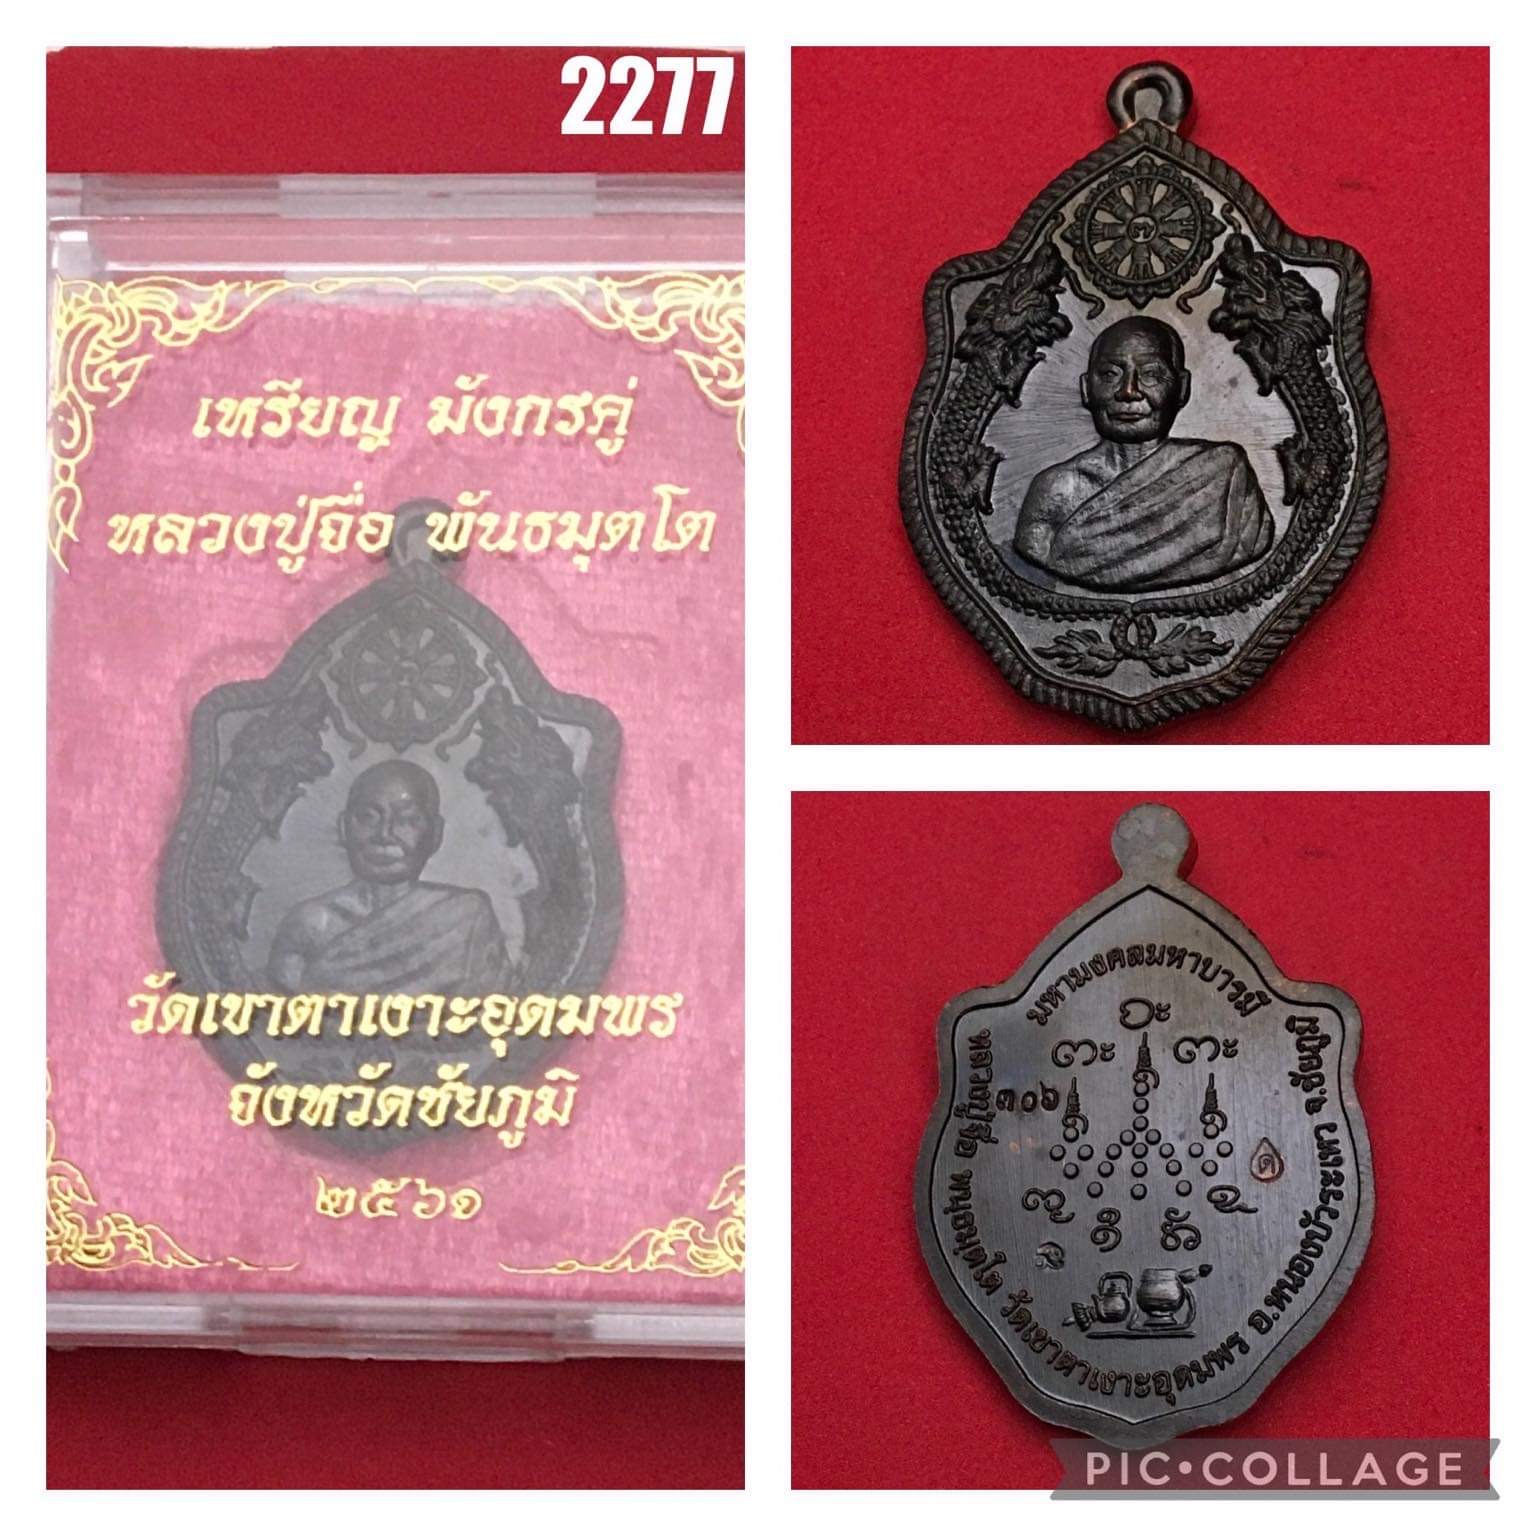 2277
เหรียญ มังกรคู่
หลวงปู่จื่อ พันธมุตฺโต
วัดเขาตาเงาะอุดมพร
จังหวัดชัยภูมิ
๒๕๖๑
มหามงคลมหาบารมี
หลวงปู่จื่อ พนฺธมุตฺโต วัดเขาตาเงาะอุดมพร อ.หนองบัวระเหว จ.ชัยภูมิ
๓๐๖
PIC•COLLAGE